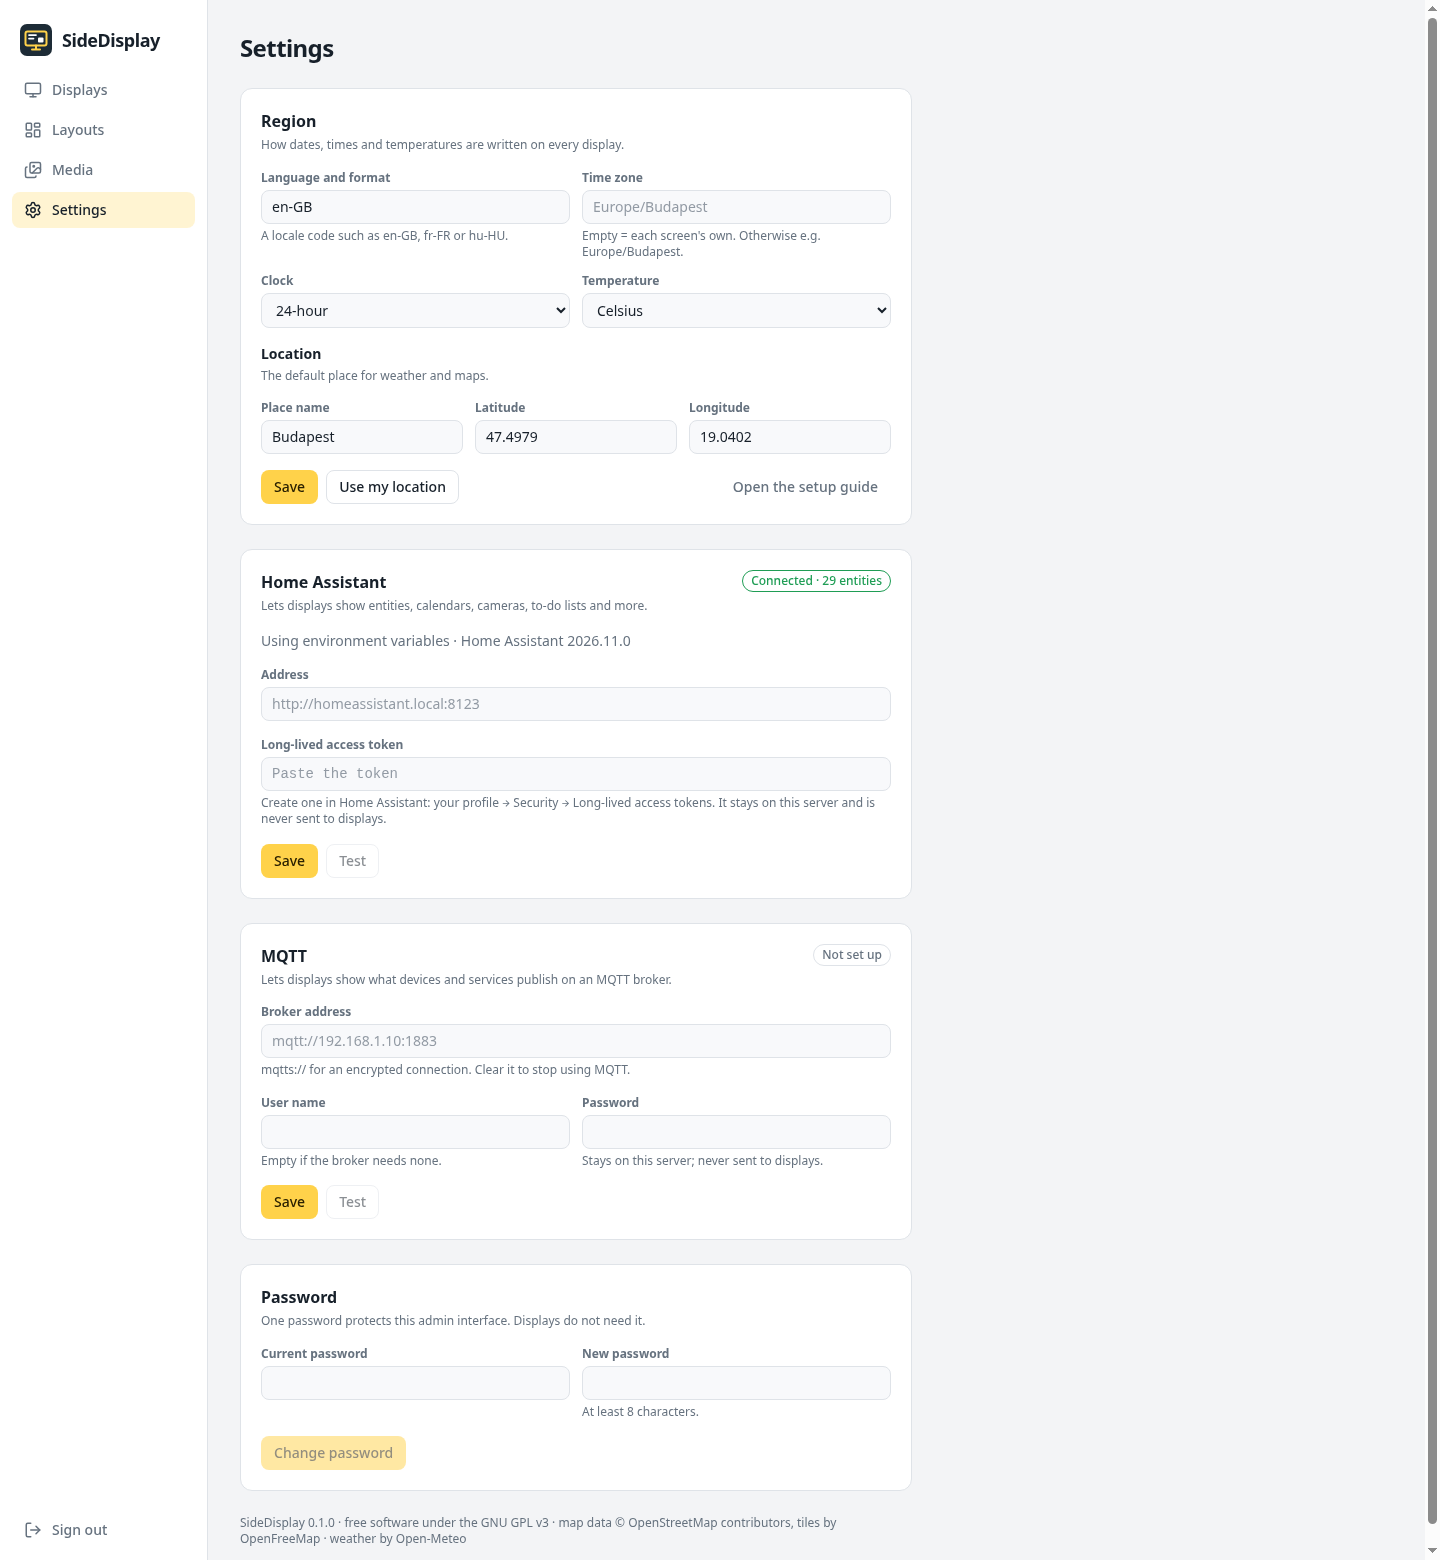 SideDisplay
Displays
Layouts
Media
Settings
Sign out
Settings
Region
How dates, times and temperatures are written on every display.
Language and format
Time zone
en-GB
Europe/Budapest
A locale code such as en-GB, fr-FR or hu-HU.
Empty = each screen's own. Otherwise e.g.
Europe/Budapest.
Clock
Temperature
24-hour
Celsius
Location
The default place for weather and maps.
Place name
Latitude
Longitude
Budapest
47.4979
19.0402
Save
Use my location
Open the setup guide
Home Assistant
Connected · 29 entities
Lets displays show entities, calendars, cameras, to-do lists and more.
Using environment variables · Home Assistant 2026.11.0
Address
http://homeassistant.local:8123
Long-lived access token
Paste the token
Create one in Home Assistant: your profile → Security → Long-lived access tokens. It stays on this server and is
never sent to displays.
Save
Test
MQTT
Not set up
Lets displays show what devices and services publish on an MQTT broker.
Broker address
mqtt://192.168.1.10:1883
mqtts:// for an encrypted connection. Clear it to stop using MQTT.
User name
Password
Empty if the broker needs none.
Stays on this server; never sent to displays.
Save
Test
Password
One password protects this admin interface. Displays do not need it.
Current password
New password
At least 8 characters.
Change password
SideDisplay 0.1.0 · free software under the GNU GPL v3 · map data © OpenStreetMap contributors, tiles by
OpenFreeMap · weather by Open-Meteo